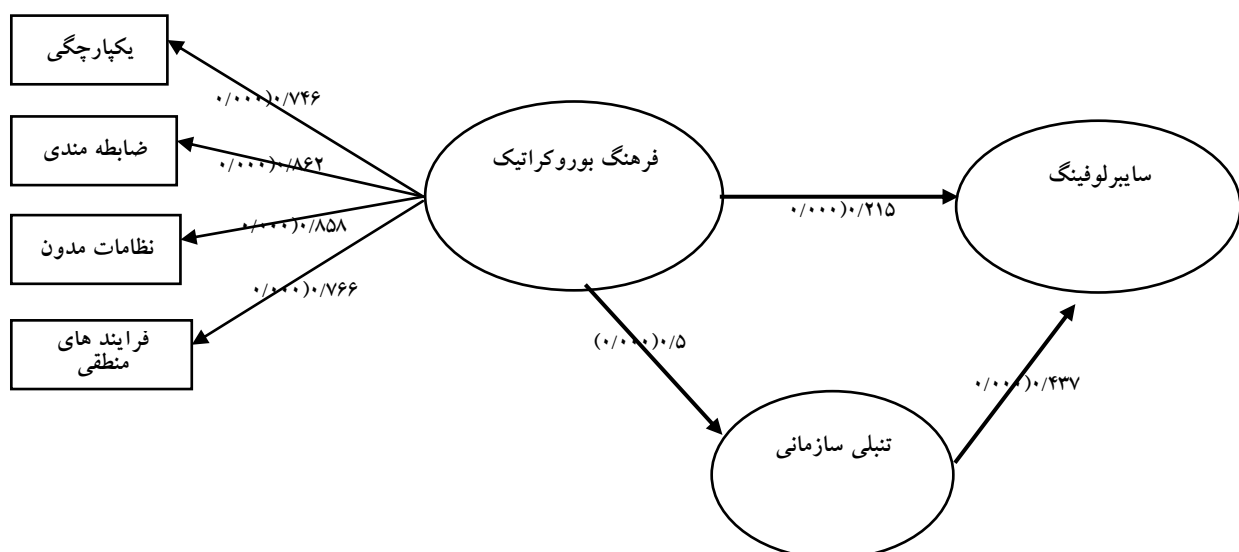 یکپارچگی
۰/۷۴۶(۰/۰۰۰
ضابطه مندی
۰/۸۶۲(۰/۰۰۰
فرهنگ بوروکراتیک
سایبرلوفینگ
۰/۲۱۵(۰/۰۰۰
نظامات مدون
۰/۸۵۸(۰/۰۰۰
۰/۷۶۶(۰/۰۰۰
فرایند های
منطقی
۰/۵(۰/۰۰۰)
۰/۴۳۷(۰/۰۰۰
تنبلی سازمانی